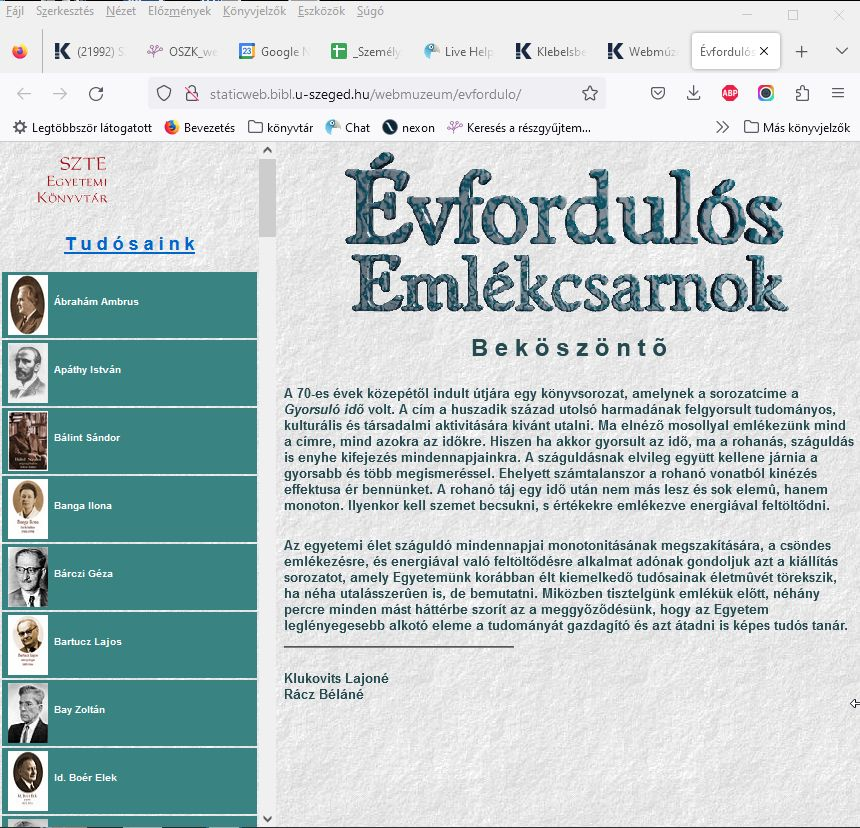 Fájl Szerkesztés Nézet Előzmények Könyvjelzők Eszközök Súgó
(21992) S OSZK_we Google N _Személy Live Help Klebelsbe Webmúz Évfordulós
staticweb.bibl.u-szeged.hu/webmuzeum/evfordulo/
ABP
Legtöbbször látogatott Bevezetés könyvtár Chat nexon Keresés a részgyűjtem... Más könyvjelzők
SZTE
EGYETEMI
KÖNYVTÁR
Tudósaink
Ábrahám Ambrus
Apáthy István
Bálint Sándor
Banga Ilona
Bárczi Géza
Bartucz Lajos
Bay Zoltán
Id. Boér Elek
Évfordulós
Emlékcsarnok
Beköszöntõ
A 70-es évek közepétől indult útjára egy könyvsorozat, amelynek a sorozatcíme a
Gyorsuló idő volt. A cím a huszadik század utolsó harmadának felgyorsult tudományos,
kulturális és társadalmi aktivitására kívánt utalni. Ma elnéző mosollyal emlékezünk mind
a címre, mind azokra az időkre. Hiszen ha akkor gyorsult az idő, ma a rohanás, száguldás
is enyhe kifejezés mindennapjainkra. A száguldásnak elvileg együtt kellene járnia a
gyorsabb és több megismeréssel. Ehelyett számtalanszor a rohanó vonatból kinézés
effektusa ér bennünket. A rohanó táj egy idő után nem más lesz és sok elemû, hanem
monoton. Ilyenkor kell szemet becsukni, s értékekre emlékezve energiával feltöltődni.
Az egyetemi élet száguldó mindennapjai monotonitásának megszakítására, a csöndes
emlékezésre, és energiával való feltöltődésre alkalmat adónak gondoljuk azt a kiállítás
sorozatot, amely Egyetemünk korábban élt kiemelkedő tudósainak életmûvét törekszik,
ha néha utalásszerûen is, de bemutatni. Miközben tisztelgünk emlékük előtt, néhány
percre minden mást háttérbe szorít az a meggyőződésünk, hogy az Egyetem
leglényegesebb alkotó eleme a tudományát gazdagító és azt átadni is képes tudós tanár.
Klukovits Lajoné
Rácz Béláné